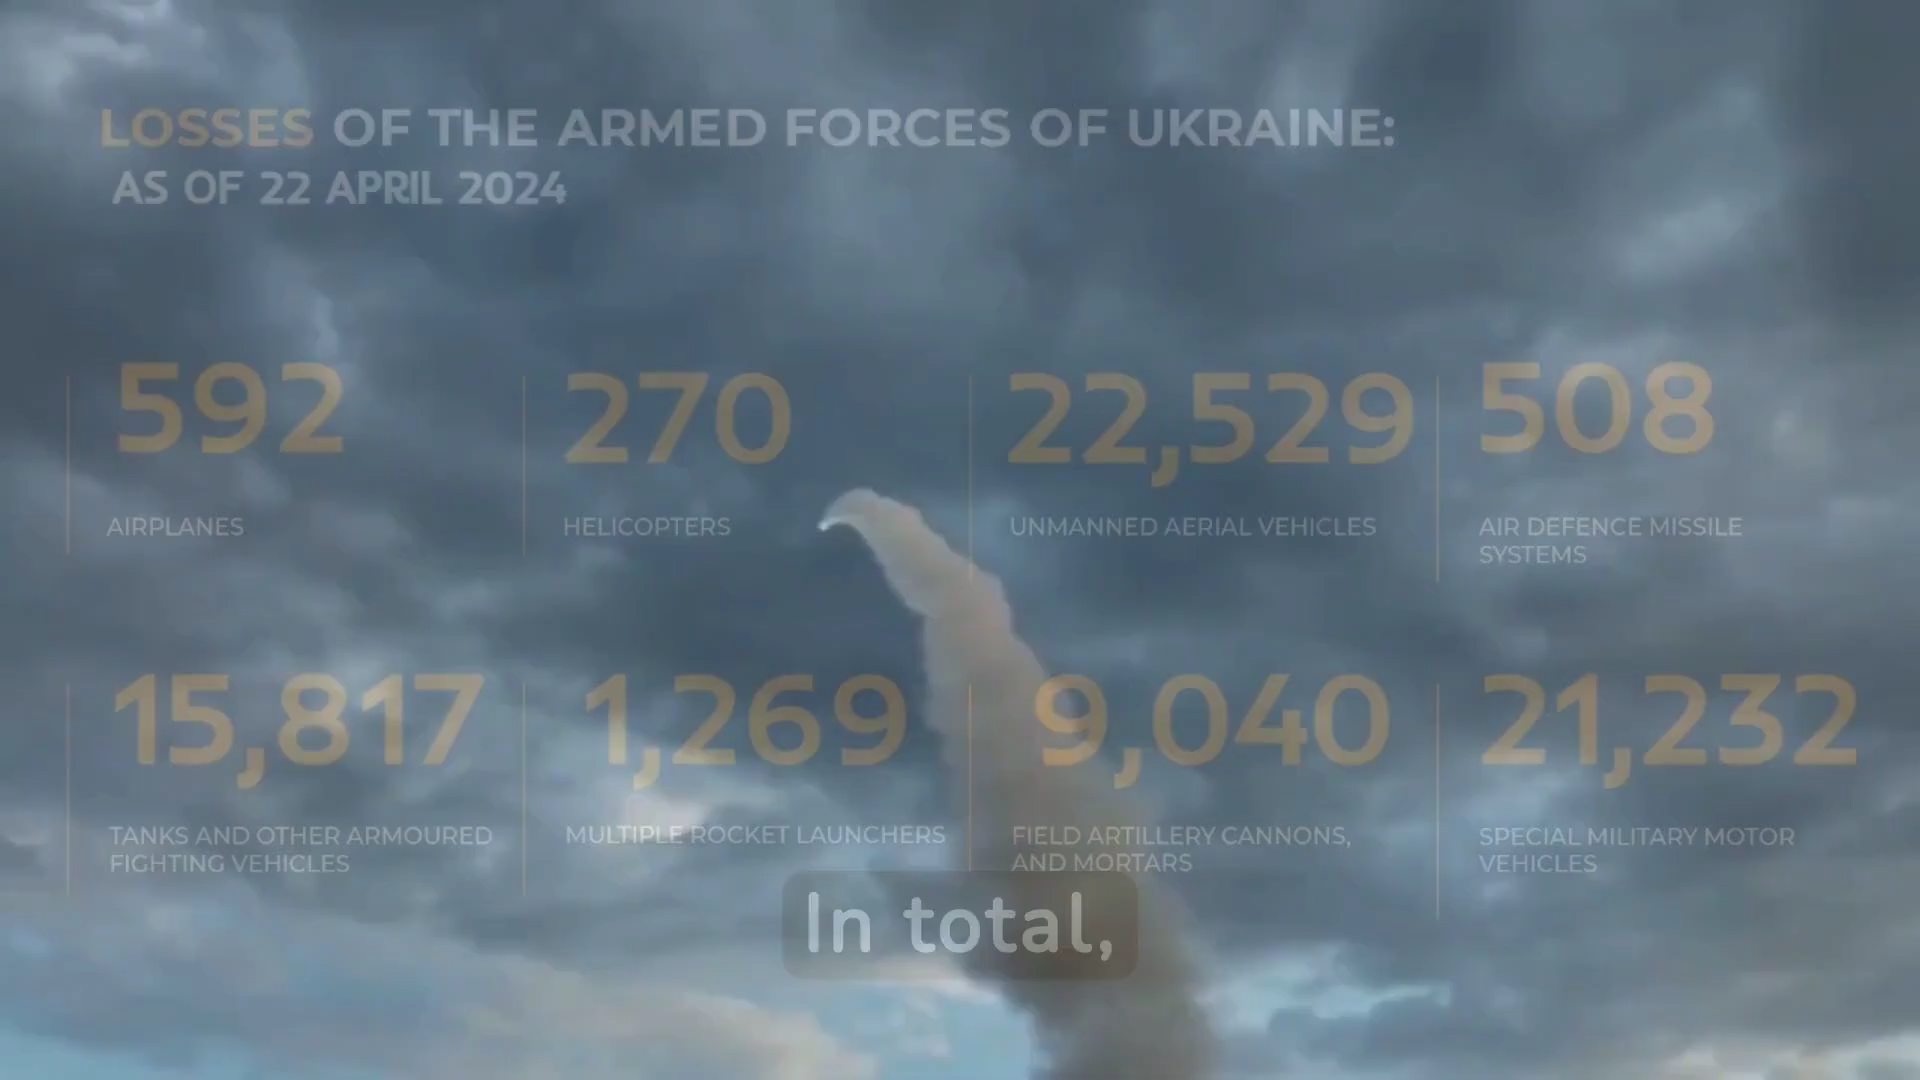 LOSSES OF THE ARMED FORCES OF UKRAINE:
AS OF 22 APRIL 2024
592
AIRPLANES
270
HELICOPTERS
22,529
UNMANNED AERIAL VEHICLES
508
AIR DEFENCE MISSILE
SYSTEMS
15,817
TANKS AND OTHER ARMOURED
FIGHTING VEHICLES
1,269
MULTIPLE ROCKET LAUNCHERS
9,040
FIELD ARTILLERY CANNONS,
AND MORTARS
21,232
SPECIAL MILITARY MOTOR
VEHICLES
In total,